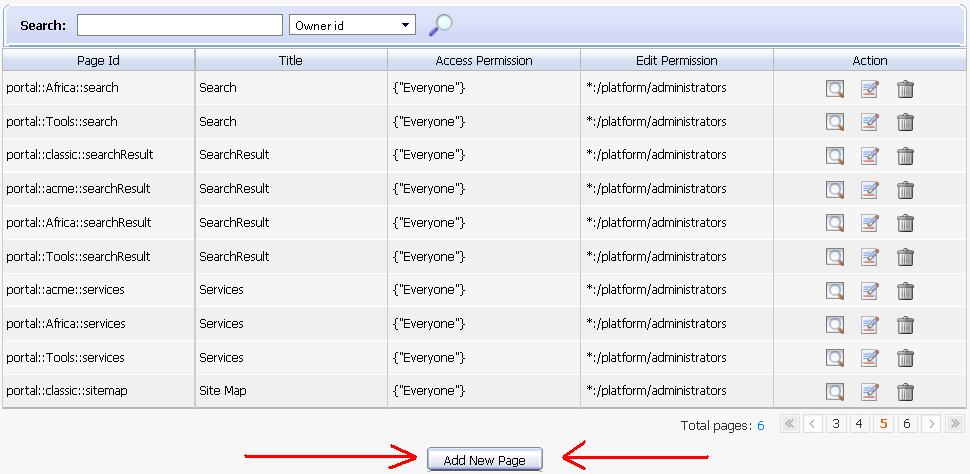 Search: Owner id
Page Id Title Access Permission Edit Permission Action
portal::Africa::search Search {"Everyone"} *:/platform/administrators
portal::Tools::search Search {"Everyone"} *:/platform/administrators
portal::classic::searchResult SearchResult {"Everyone"} *:/platform/administrators
portal::acme::searchResult SearchResult {"Everyone"} *:/platform/administrators
portal::Africa::searchResult SearchResult {"Everyone"} *:/platform/administrators
portal::Tools::searchResult SearchResult {"Everyone"} *:/platform/administrators
portal::acme::services Services {"Everyone"} *:/platform/administrators
portal::Africa::services Services {"Everyone"} *:/platform/administrators
portal::Tools::services Services {"Everyone"} *:/platform/administrators
portal::classic::sitemap Site Map {"Everyone"} *:/platform/administrators
Total pages: 6 « < 3 4 5 6 > »
Add New Page